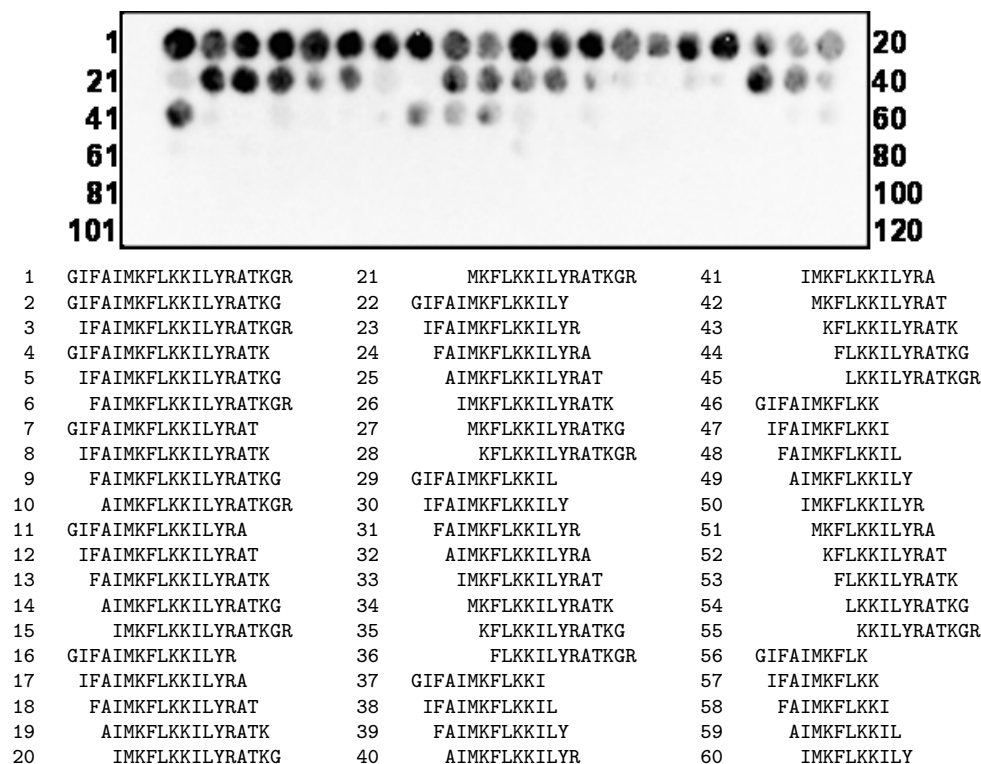 1 20
21 40
41 60
61 80
81 100
101 120
1 GIFAIMKFLKKILYRATKGR 21 MKFLKKILYRATKGR 41 IMKFLKKILYRA
2 GIFAIMKFLKKILYRATKG 22 GIFAIMKFLKKILY 42 MKFLKKILYRAT
3 IFAIMKFLKKILYRATKGR 23 IFAIMKFLKKILYR 43 KFLKKILYRATK
4 GIFAIMKFLKKILYRATK 24 FAIMKFLKKILYRA 44 FLKKILYRATKG
5 IFAIMKFLKKILYRATKG 25 AIMKFLKKILYRAT 45 LKKILYRATKGR
6 FAIMKFLKKILYRATKGR 26 IMKFLKKILYRATK 46 GIFAIMKFLKK
7 GIFAIMKFLKKILYRAT 27 MKFLKKILYRATKG 47 IFAIMKFLKKI
8 IFAIMKFLKKILYRATK 28 KFLKKILYRATKGR 48 FAIMKFLKKIL
9 FAIMKFLKKILYRATKG 29 GIFAIMKFLKKIL 49 AIMKFLKKILY
10 AIMKFLKKILYRATKGR 30 IFAIMKFLKKILY 50 IMKFLKKILYR
11 GIFAIMKFLKKILYRA 31 FAIMKFLKKILYR 51 MKFLKKILYRA
12 IFAIMKFLKKILYRAT 32 AIMKFLKKILYRA 52 KFLKKILYRAT
13 FAIMKFLKKILYRATK 33 IMKFLKKILYRAT 53 FLKKILYRATK
14 AIMKFLKKILYRATKG 34 MKFLKKILYRATK 54 LKKILYRATKG
15 IMKFLKKILYRATKGR 35 KFLKKILYRATKG 55 KKILYRATKGR
16 GIFAIMKFLKKILYR 36 FLKKILYRATKGR 56 GIFAIMKFLK
17 IFAIMKFLKKILYRA 37 GIFAIMKFLKKI 57 IFAIMKFLKK
18 FAIMKFLKKILYRAT 38 IFAIMKFLKKIL 58 FAIMKFLKKI
19 AIMKFLKKILYRATK 39 FAIMKFLKKILY 59 AIMKFLKKIL
20 IMKFLKKILYRATKG 40 AIMKFLKKILYR 60 IMKFLKKILY